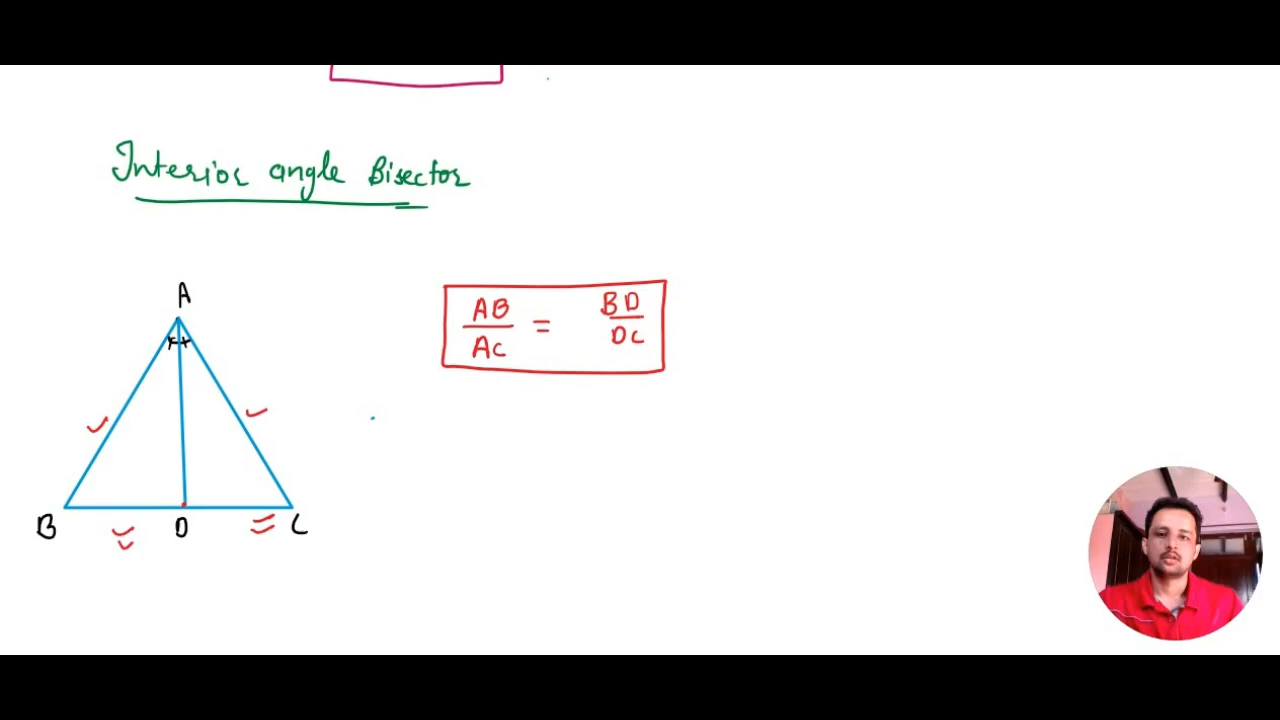 Interior angle Bisector
A
AB/AC = BD/DC
B D C